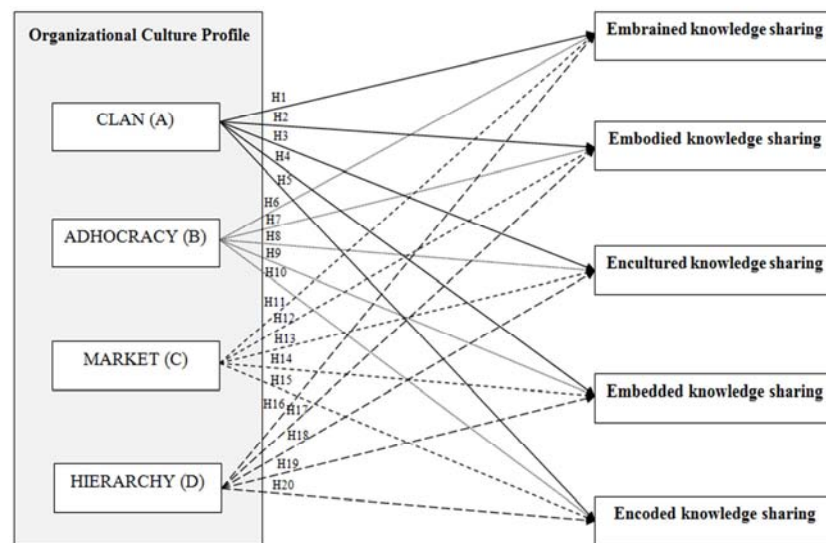 Organizational Culture Profile
CLAN (A)
ADHOCRACY (B)
MARKET (C)
HIERARCHY (D)
H1
H2
H3
H4
H5
H6
H7
H8
H9
H10
H11
H12
H13
H14
H15
H16
H17
H18
H19
H20
Embrained knowledge sharing
Embodied knowledge sharing
Encultured knowledge sharing
Embedded knowledge sharing
Encoded knowledge sharing